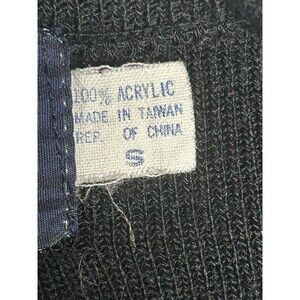 100% ACRYLIC
MADE IN TAIWAN
REP. OF CHINA
S